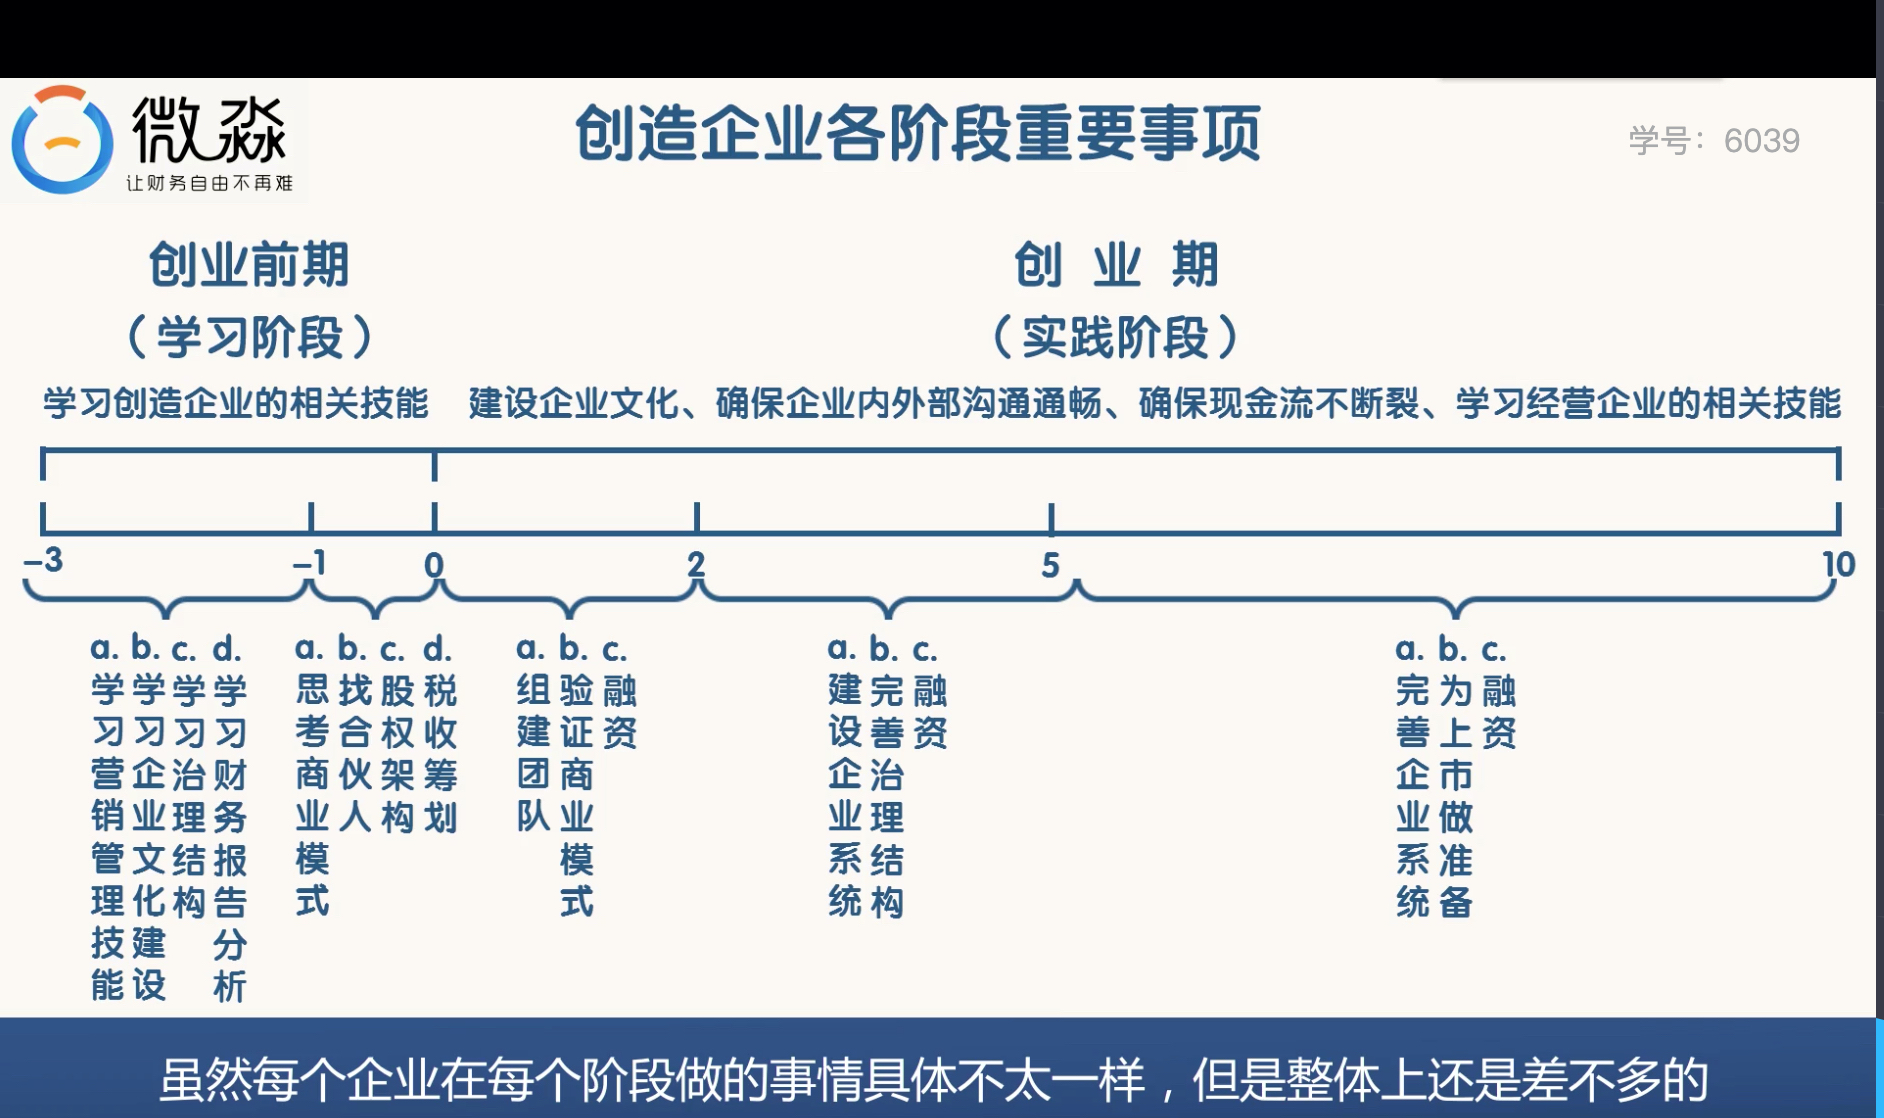 微淼
让财务自由不再难
创造企业各阶段重要事项
学号：6039
创业前期
（学习阶段）
创业期
（实践阶段）
学习创造企业的相关技能
建设企业文化、确保企业内外部沟通通畅、确保现金流不断裂、学习经营企业的相关技能
-3
-1
0
2
5
10
a.学习营销管理技能
b.学习企业文化建设
c.学习治理结构
d.学习财务报告分析
a.思考商业模式
b.找合伙人
c.股权架构
d.税收筹划
a.组建团队
b.验证商业模式
c.融资
a.建设企业系统
b.完善治理结构
c.融资
a.完善企业系统
b.为上市做准备
c.融资
虽然每个企业在每个阶段做的事情具体不太一样，但是整体上还是差不多的